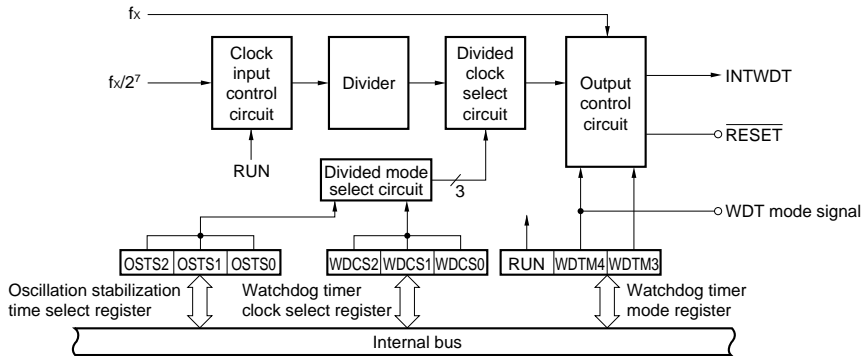 fX
fX/2⁷
Clock
input
control
circuit
Divider
Divided
clock
select
circuit
Output
control
circuit
INTWDT
RESET
RUN
Divided mode
select circuit
3
WDT mode signal
OSTS2 OSTS1 OSTS0
WDCS2 WDCS1 WDCS0
RUN WDTM4 WDTM3
Oscillation stabilization
time select register
Watchdog timer
clock select register
Watchdog timer
mode register
Internal bus